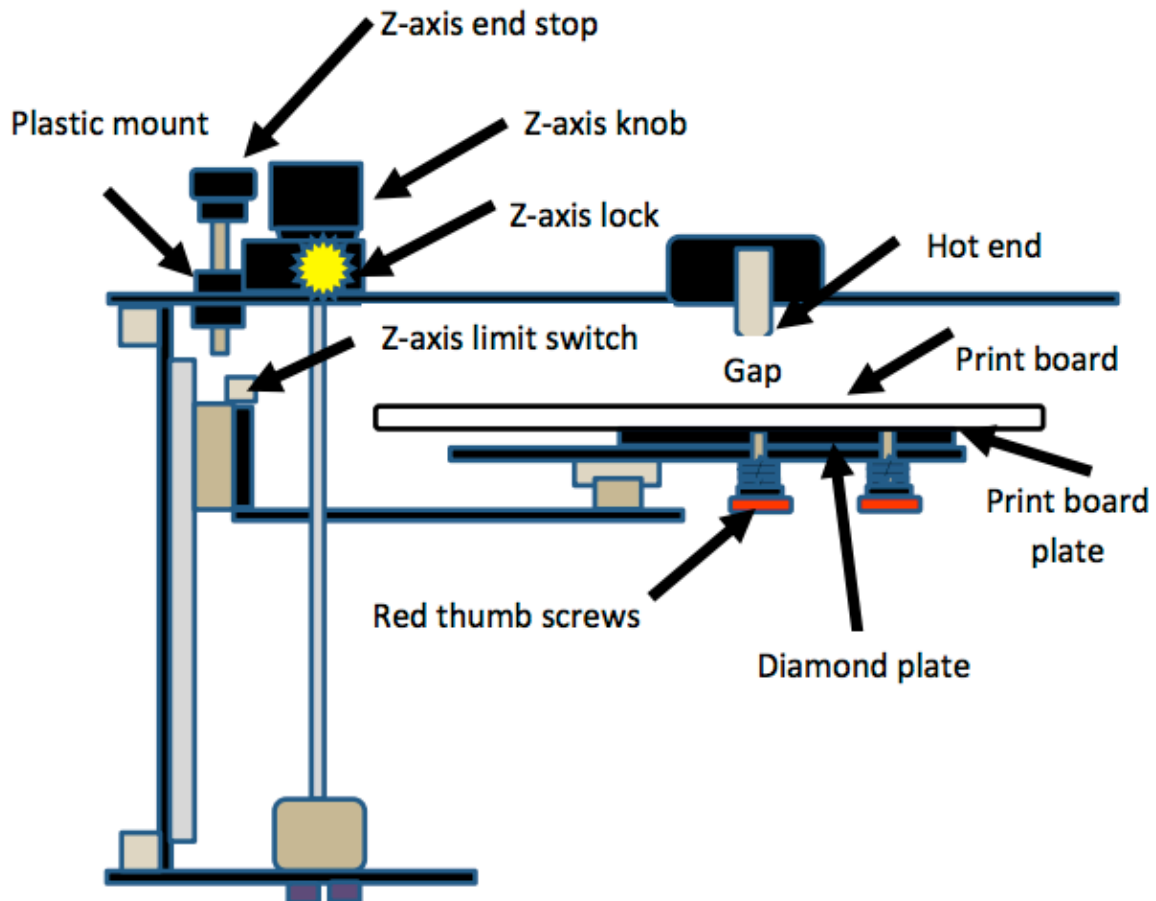 Z-axis end stop
Plastic mount
Z-axis knob
Z-axis lock
Hot end
Z-axis limit switch
Print board
Gap
Print board
plate
Red thumb screws
Diamond plate